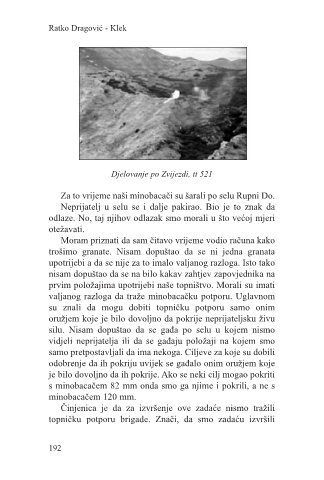 Ratko Dragović - Klek
Djelovanje po Zvijezdi, tt 521
Za to vrijeme naši minobacači su šarali po selu Rupni Do.
Neprijatelj u selu se i dalje pakirao. Bio je to znak da
odlaze. No, taj njihov odlazak smo morali u što većoj mjeri
otežavati.
Moram priznati da sam čitavo vrijeme vodio računa kako
trošimo granate. Nisam dopuštao da se ni jedna granata
upotrijebi a da se nije za to imalo valjanog razloga. Isto tako
nisam dopuštao da se na bilo kakav zahtjev zapovjednika na
prvim položajima upotrijebi naše topništvo. Morali su imati
valjanog razloga da traže minobacačku potporu. Uglavnom
su znali da mogu dobiti topničku potporu samo onim
oružjem koje je bilo dovoljno da pokrije neprijateljsku živu
silu. Nisam dopuštao da se gađa po selu u kojem nismo
vidjeli neprijatelja ili da se gađaju položaji na kojem smo
samo pretpostavljali da ima nekoga. Ciljeve za koje su dobili
odobrenje da ih pokriju uvijek se gađalo onim oružjem koje
je bilo dovoljno da ih pokrije. Ako se neki cilj mogao pokriti
s minobacačem 82 mm onda smo ga njime i pokrili, a ne s
minobacačem 120 mm.
Činjenica je da za izvršenje ove zadaće nismo tražili
topničku potporu brigade. Znači, da smo zadaću izvršili
192